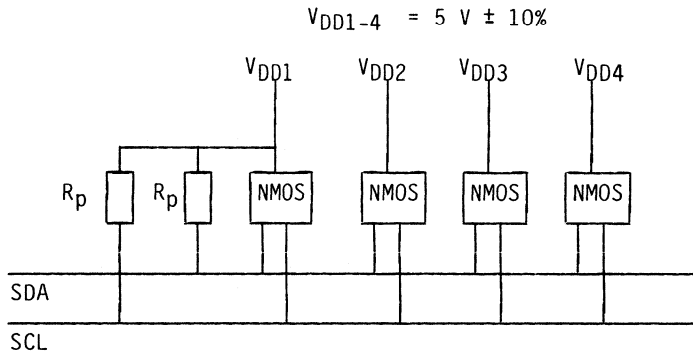 VDD1-4 = 5 V ± 10%
VDD1 VDD2 VDD3 VDD4
Rp Rp NMOS NMOS NMOS NMOS
SDA
SCL